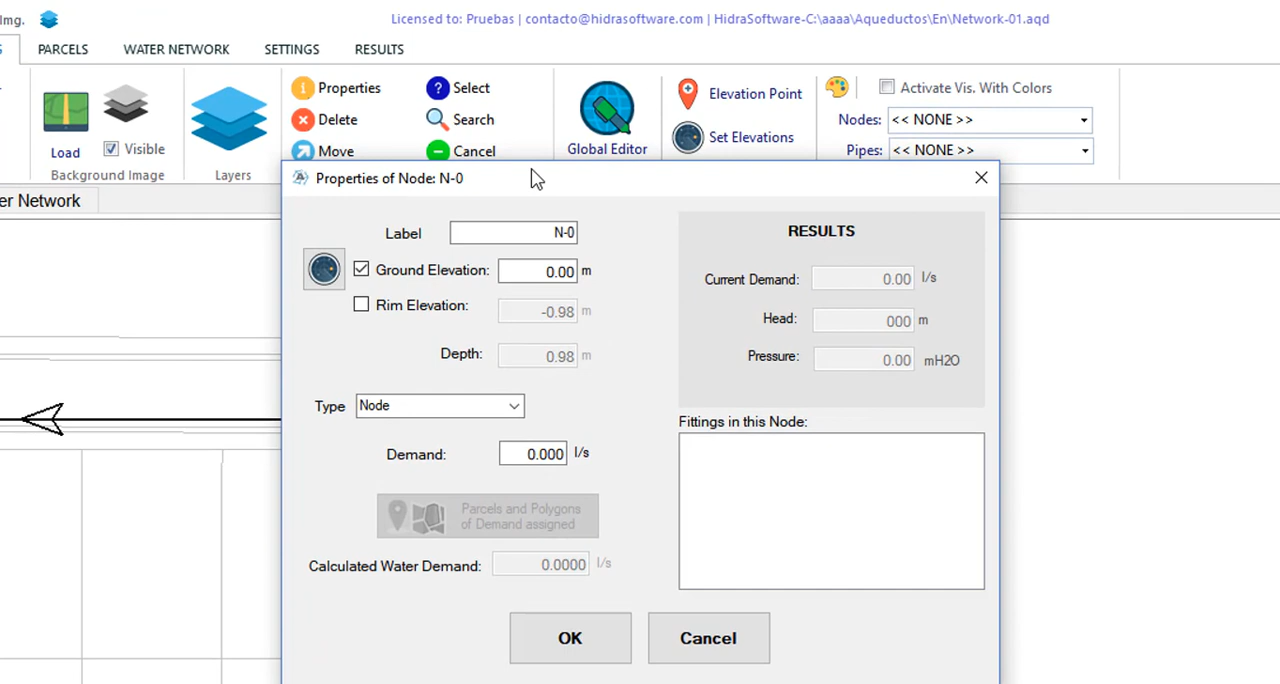 Img.
Licensed to: Pruebas | contacto@hidrasoftware.com | HidraSoftware-C:\aaaa\Aqueductos\En\Network-01.aqd
PARCELS WATER NETWORK SETTINGS RESULTS
Properties
Select
Elevation Point
Activate Vis. With Colors
Delete
Search
Nodes: << NONE >>
Load
Visible
Move
Cancel
Global Editor
Set Elevations
Pipes: << NONE >>
Background Image
Layers
er Network
Properties of Node: N-0
Label N-0
Ground Elevation: 0.00 m
Rim Elevation: -0.98 m
Depth: 0.98 m
Type Node
Demand: 0.000 l/s
Parcels and Polygons
of Demand assigned
Calculated Water Demand: 0.0000 l/s
RESULTS
Current Demand: 0.00 l/s
Head: 000 m
Pressure: 0.00 mH2O
Fittings in this Node:
OK
Cancel